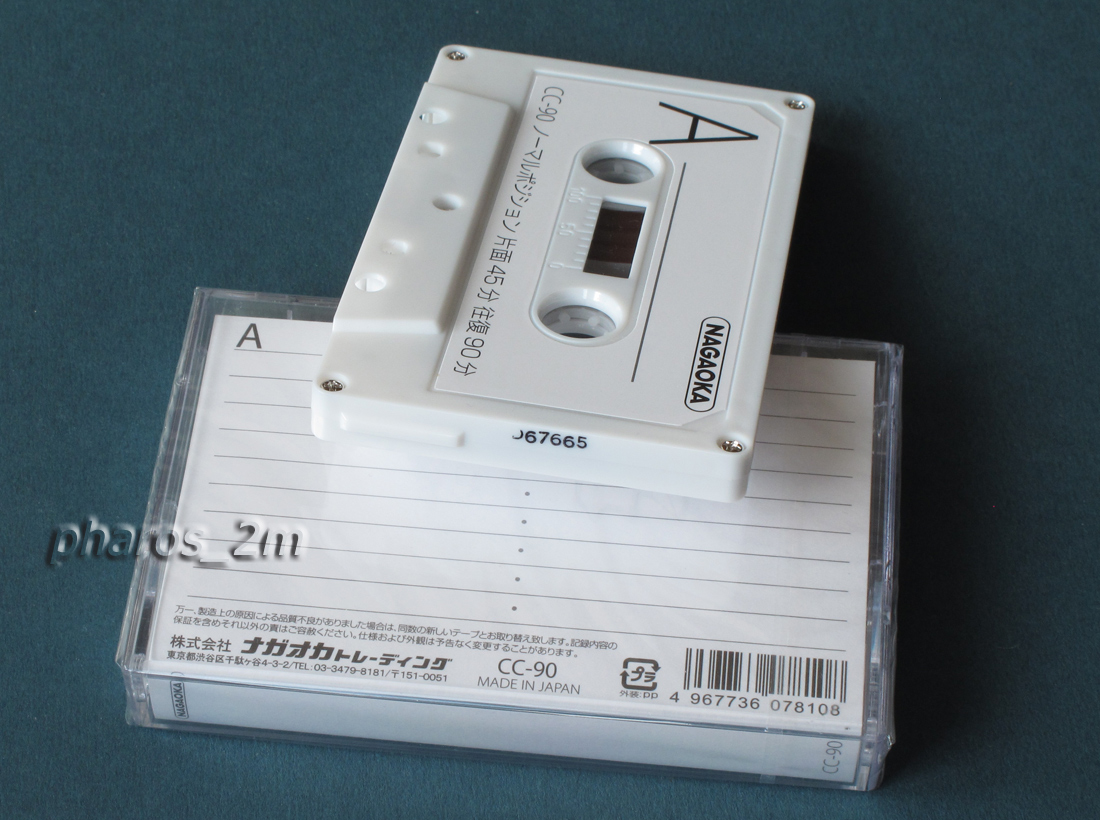 A
CC-90 ノーマルポジション 片面 45 分 往復 90 分
100 50 0
NAGAOKA
067665
A
pharos_2m
万一、製造上の原因による品質不良がありました場合は、同数の新しいテープとお取り替え致します。記録内容の
保証を含めそれ以外の責はご容赦ください。仕様および外観は予告なく変更することがあります。
株式会社 ナガオカトレーディング
東京都渋谷区千駄ヶ谷4-3-2/TEL:03-3479-8181/〒151-0051
CC-90
MADE IN JAPAN
プラ
外装:PP
4 967736 078108
NAGAOKA
CC-90